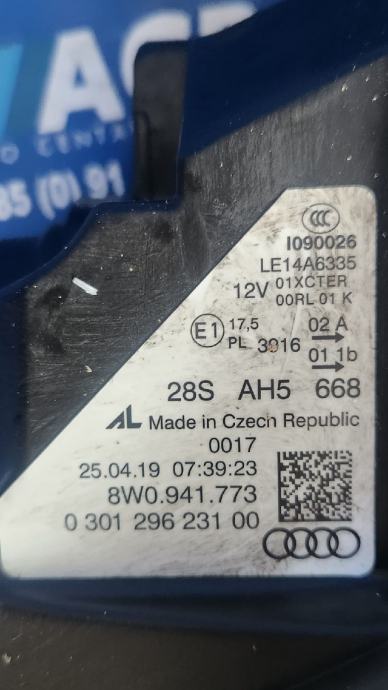 AC
O CENTA
85 (0) 91
CCC
I090026
LE14A6335
12V 01XCTER
00RL 01 K
E1 17,5 02 A
PL 3916
01 1b
28S AH5 668
AL Made in Czech Republic
0017
25.04.19 07:39:23
8W0.941.773
0 301 296 231 00